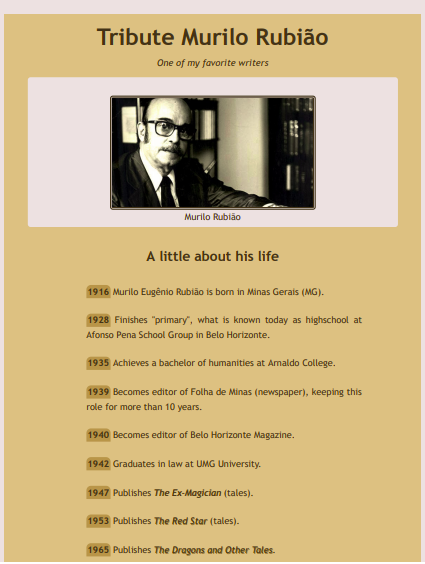 Tribute Murilo Rubião
One of my favorite writers
Murilo Rubião
A little about his life
1916 Murilo Eugênio Rubião is born in Minas Gerais (MG).
1928 Finishes "primary", what is known today as highschool at
Afonso Pena School Group in Belo Horizonte.
1935 Achieves a bachelor of humanities at Arnaldo College.
1939 Becomes editor of Folha de Minas (newspaper), keeping this
role for more than 10 years.
1940 Becomes editor of Belo Horizonte Magazine.
1942 Graduates in law at UMG University.
1947 Publishes The Ex-Magician (tales).
1953 Publishes The Red Star (tales).
1965 Publishes The Dragons and Other Tales.